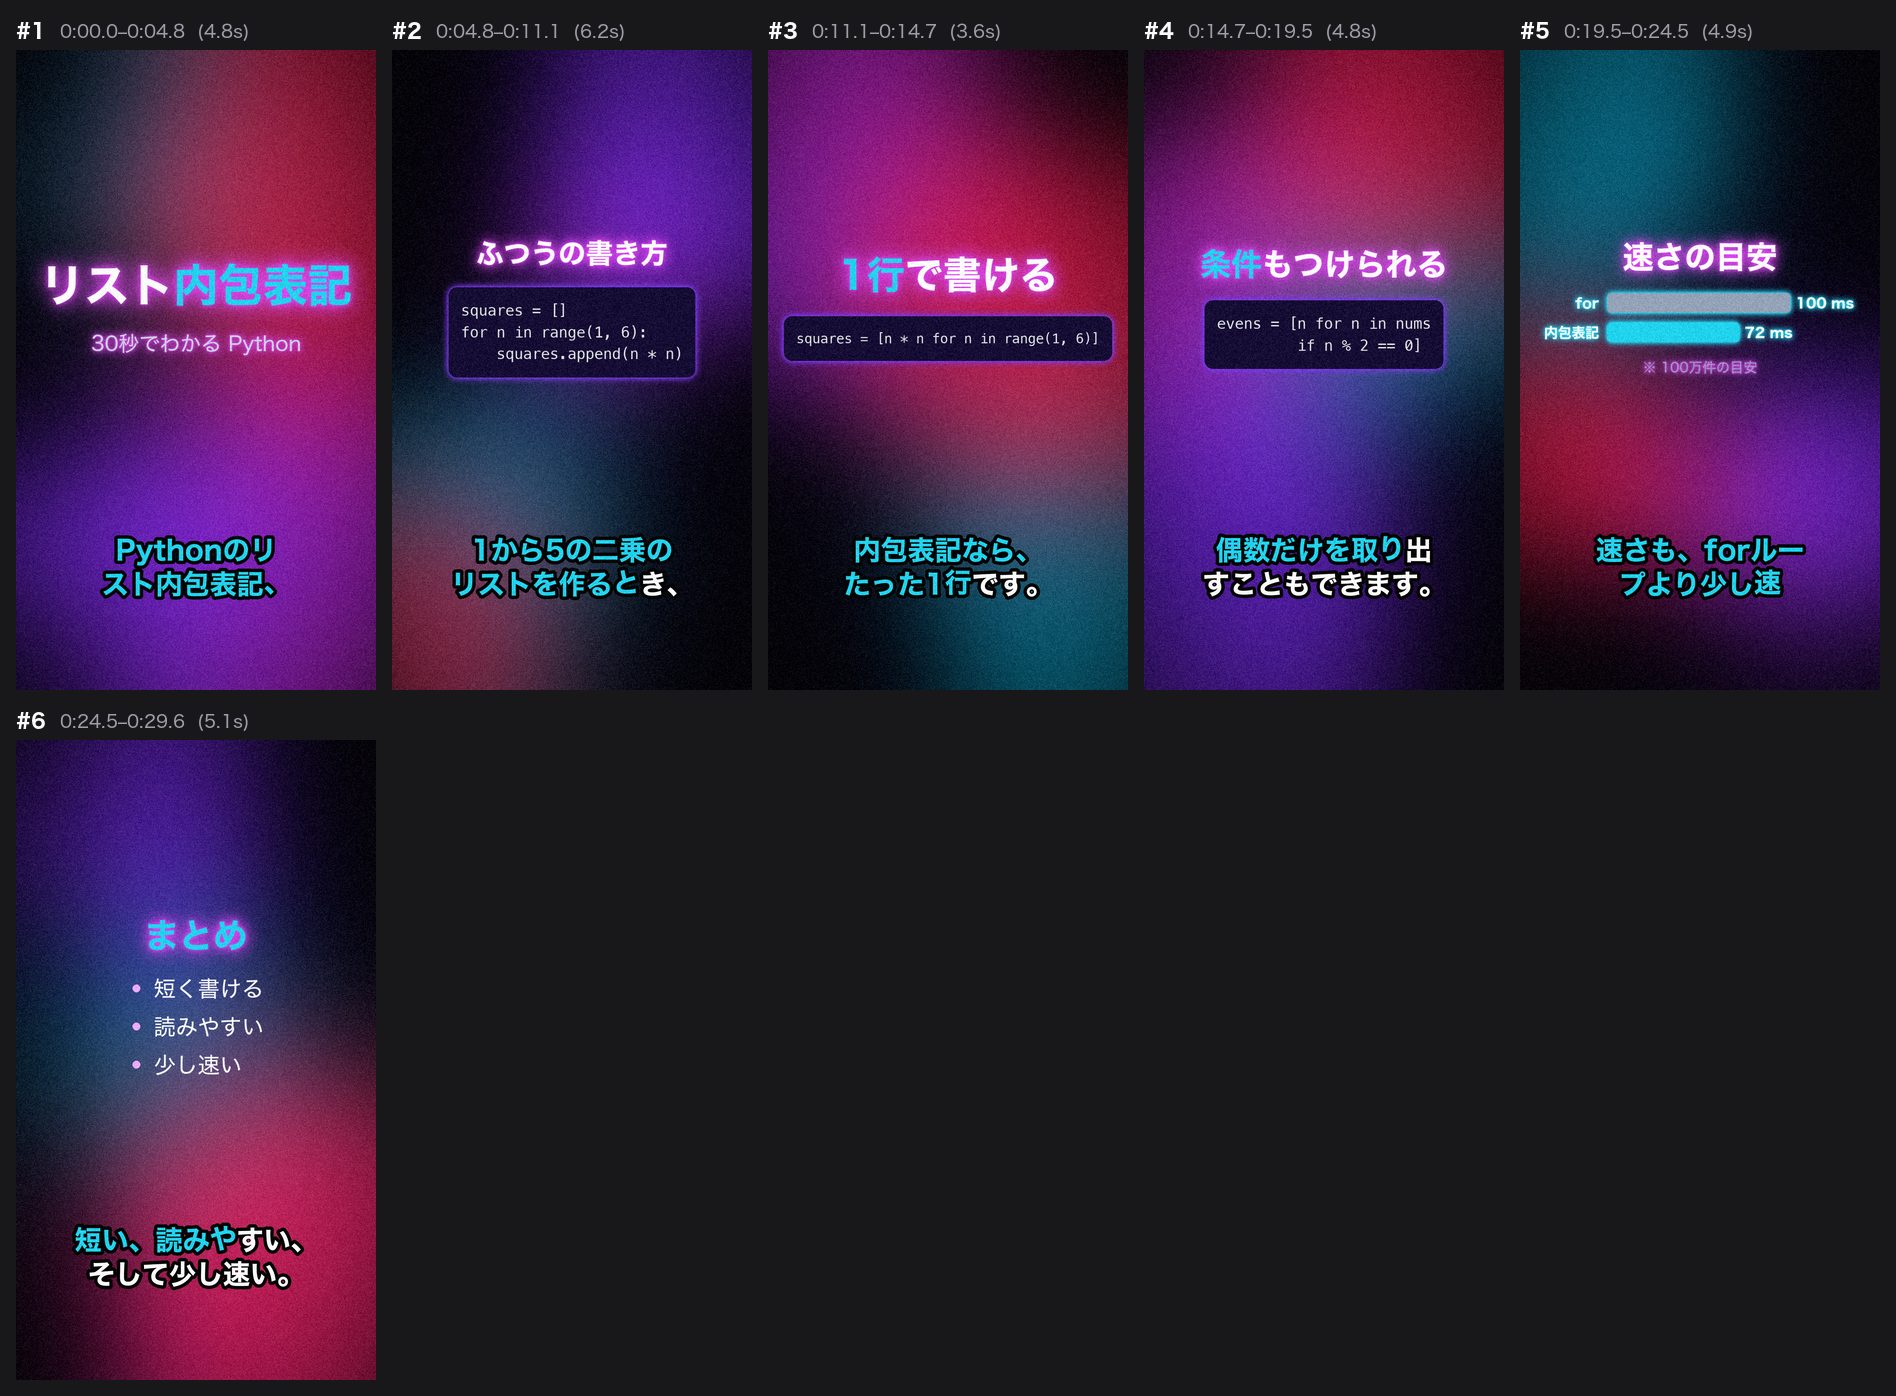 #1 0:00.0–0:04.8 (4.8s)
リスト内包表記
30秒でわかる Python
Pythonのリ
スト内包表記、
#2 0:04.8–0:11.1 (6.2s)
ふつうの書き方
squares = []
for n in range(1, 6):
    squares.append(n * n)
1から5の二乗の
リストを作るとき、
#3 0:11.1–0:14.7 (3.6s)
1行で書ける
squares = [n * n for n in range(1, 6)]
内包表記なら、
たった1行です。
#4 0:14.7–0:19.5 (4.8s)
条件もつけられる
evens = [n for n in nums
         if n % 2 == 0]
偶数だけを取り出
すこともできます。
#5 0:19.5–0:24.5 (4.9s)
速さの目安
for 100 ms
内包表記 72 ms
※ 100万件の目安
速さも、forルー
プより少し速
#6 0:24.5–0:29.6 (5.1s)
まとめ
• 短く書ける
• 読みやすい
• 少し速い
短い、読みやすい、
そして少し速い。